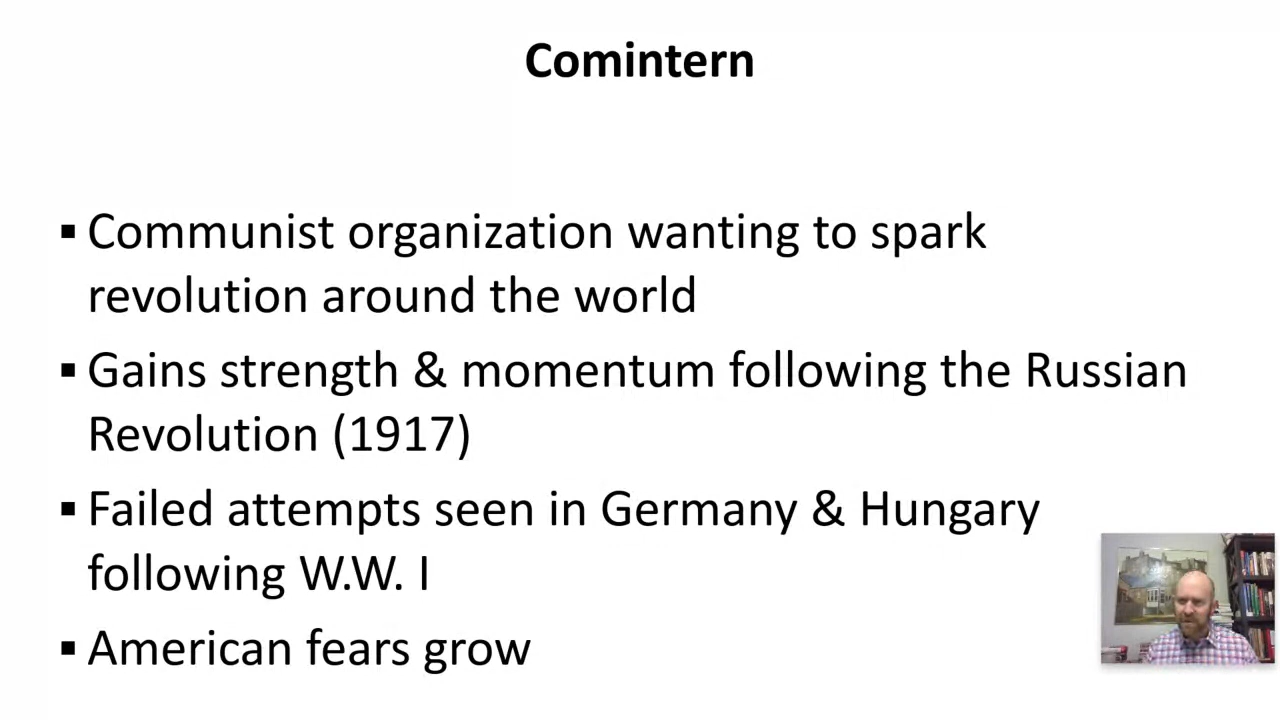 Comintern
▪ Communist organization wanting to spark
revolution around the world
▪ Gains strength & momentum following the Russian
Revolution (1917)
▪ Failed attempts seen in Germany & Hungary
following W.W. I
▪ American fears grow